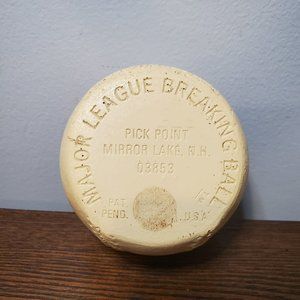 MAJOR LEAGUE BREAKING BALL
PICK POINT
MIRROR LAKE, N.H.
03853
PAT.
PEND.
U.S.A.